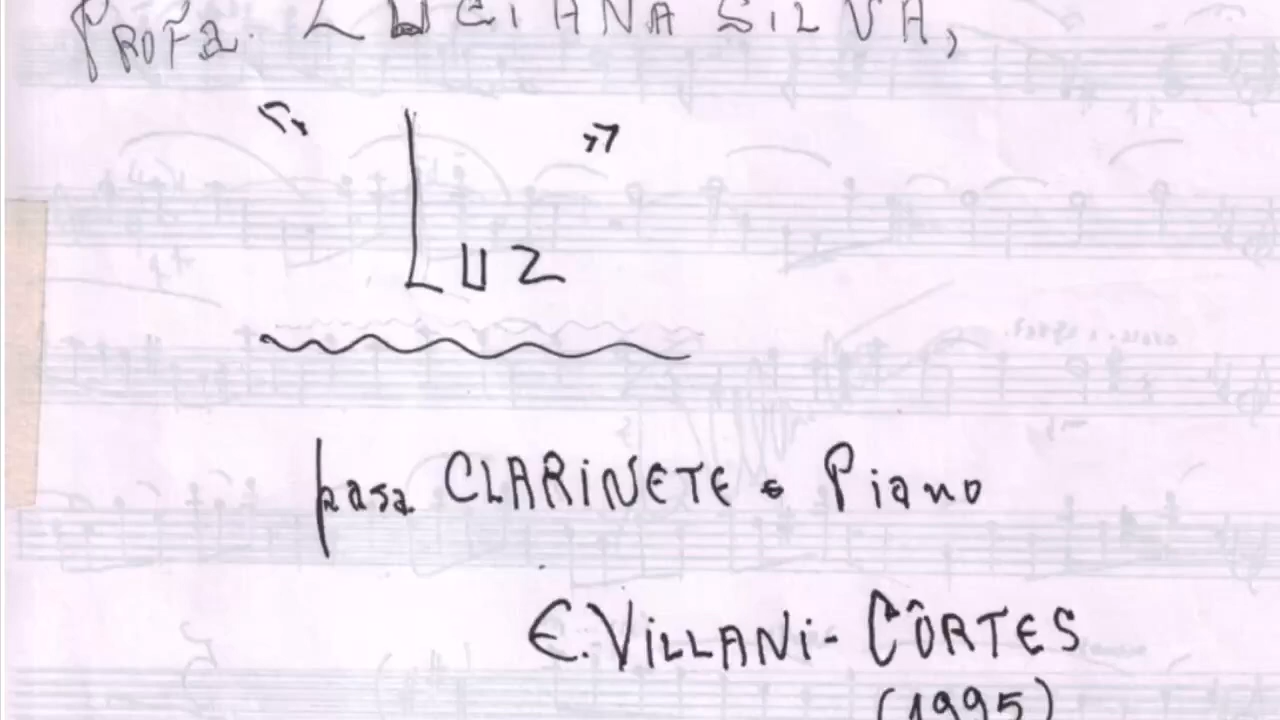 PROFa. LUCIANA SILVA,
"LUZ"
para CLARINETE e Piano
E. VILLANI-CÔRTES
(1995)